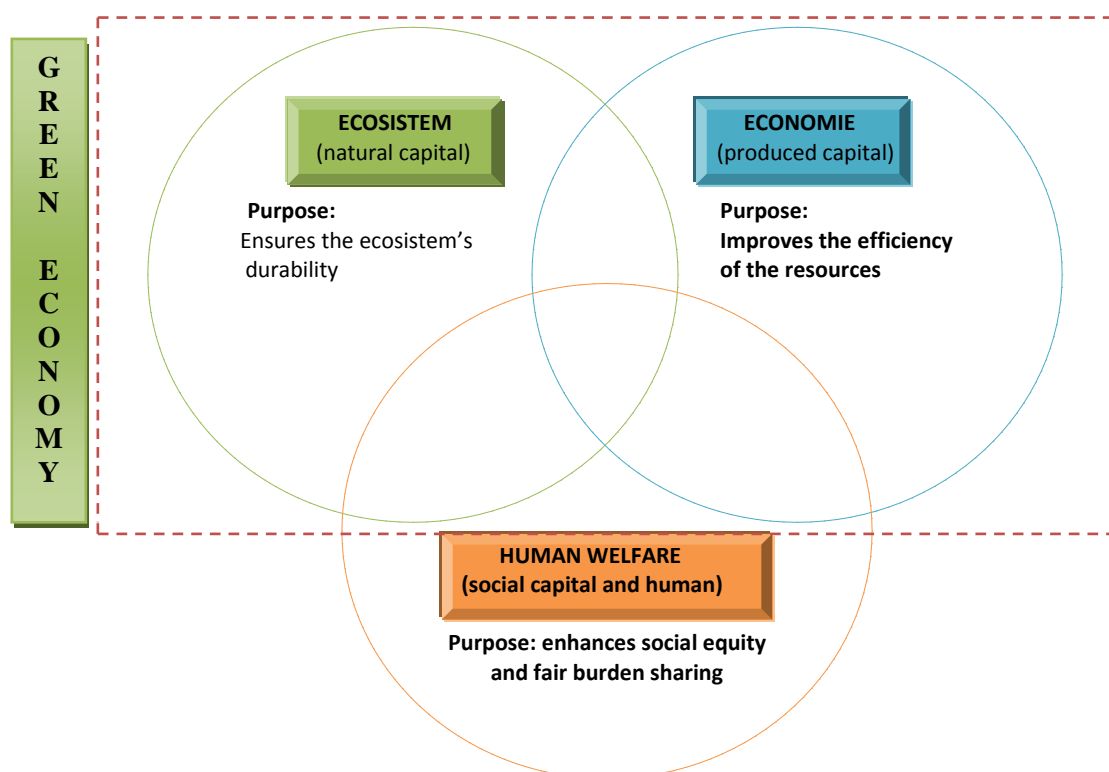 GREEN ECONOMY
ECOSISTEM
(natural capital)
Purpose:
Ensures the ecosistem’s
durability
ECONOMIE
(produced capital)
Purpose:
Improves the efficiency
of the resources
HUMAN WELFARE
(social capital and human)
Purpose: enhances social equity
and fair burden sharing